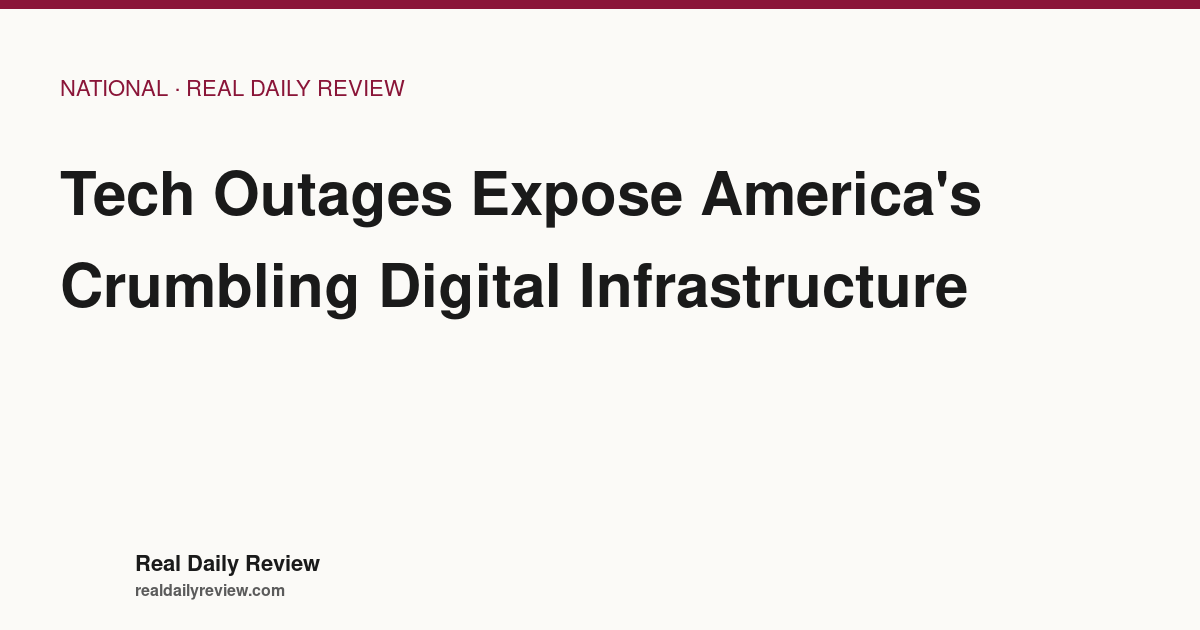 NATIONAL · REAL DAILY REVIEW
Tech Outages Expose America's
Crumbling Digital Infrastructure
Real Daily Review
realdailyreview.com